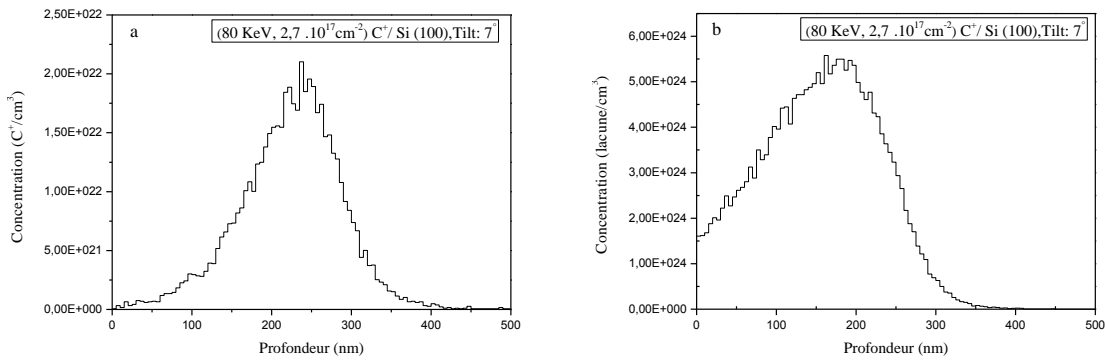 a
(80 KeV, 2,7 .10¹⁷cm⁻²) C⁺/ Si (100),Tilt: 7°
2,50E+022
2,00E+022
1,50E+022
1,00E+022
5,00E+021
0,00E+000
Concentration (C⁺/cm³)
0 100 200 300 400 500
Profondeur (nm)
b
(80 KeV, 2,7 .10¹⁷cm⁻²) C⁺/ Si (100),Tilt: 7°
6,00E+024
5,00E+024
4,00E+024
3,00E+024
2,00E+024
1,00E+024
0,00E+000
Concentration (lacune/cm³)
0 100 200 300 400 500
Profondeur (nm)